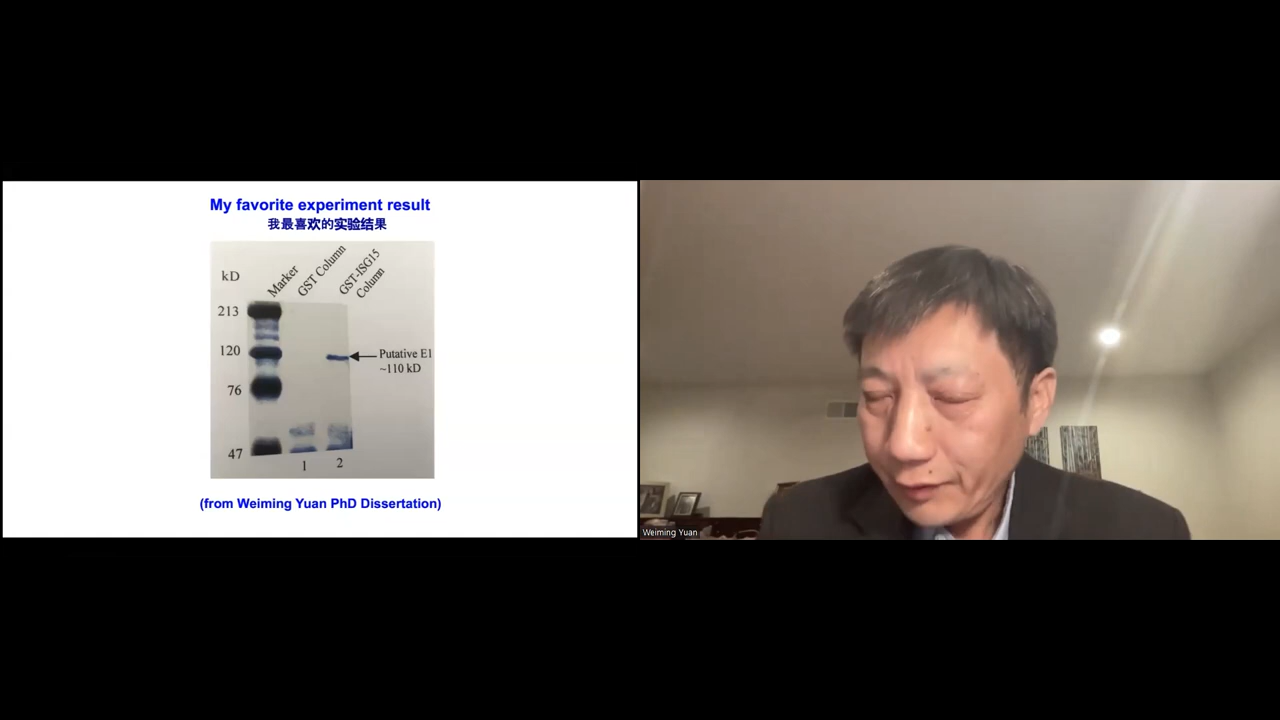 My favorite experiment result
我最喜欢的实验结果
kD
Marker
GST Column
GST-ISG15
Column
213
120
76
47
Putative E1
~110 kD
1
2
(from Weiming Yuan PhD Dissertation)
Weiming Yuan